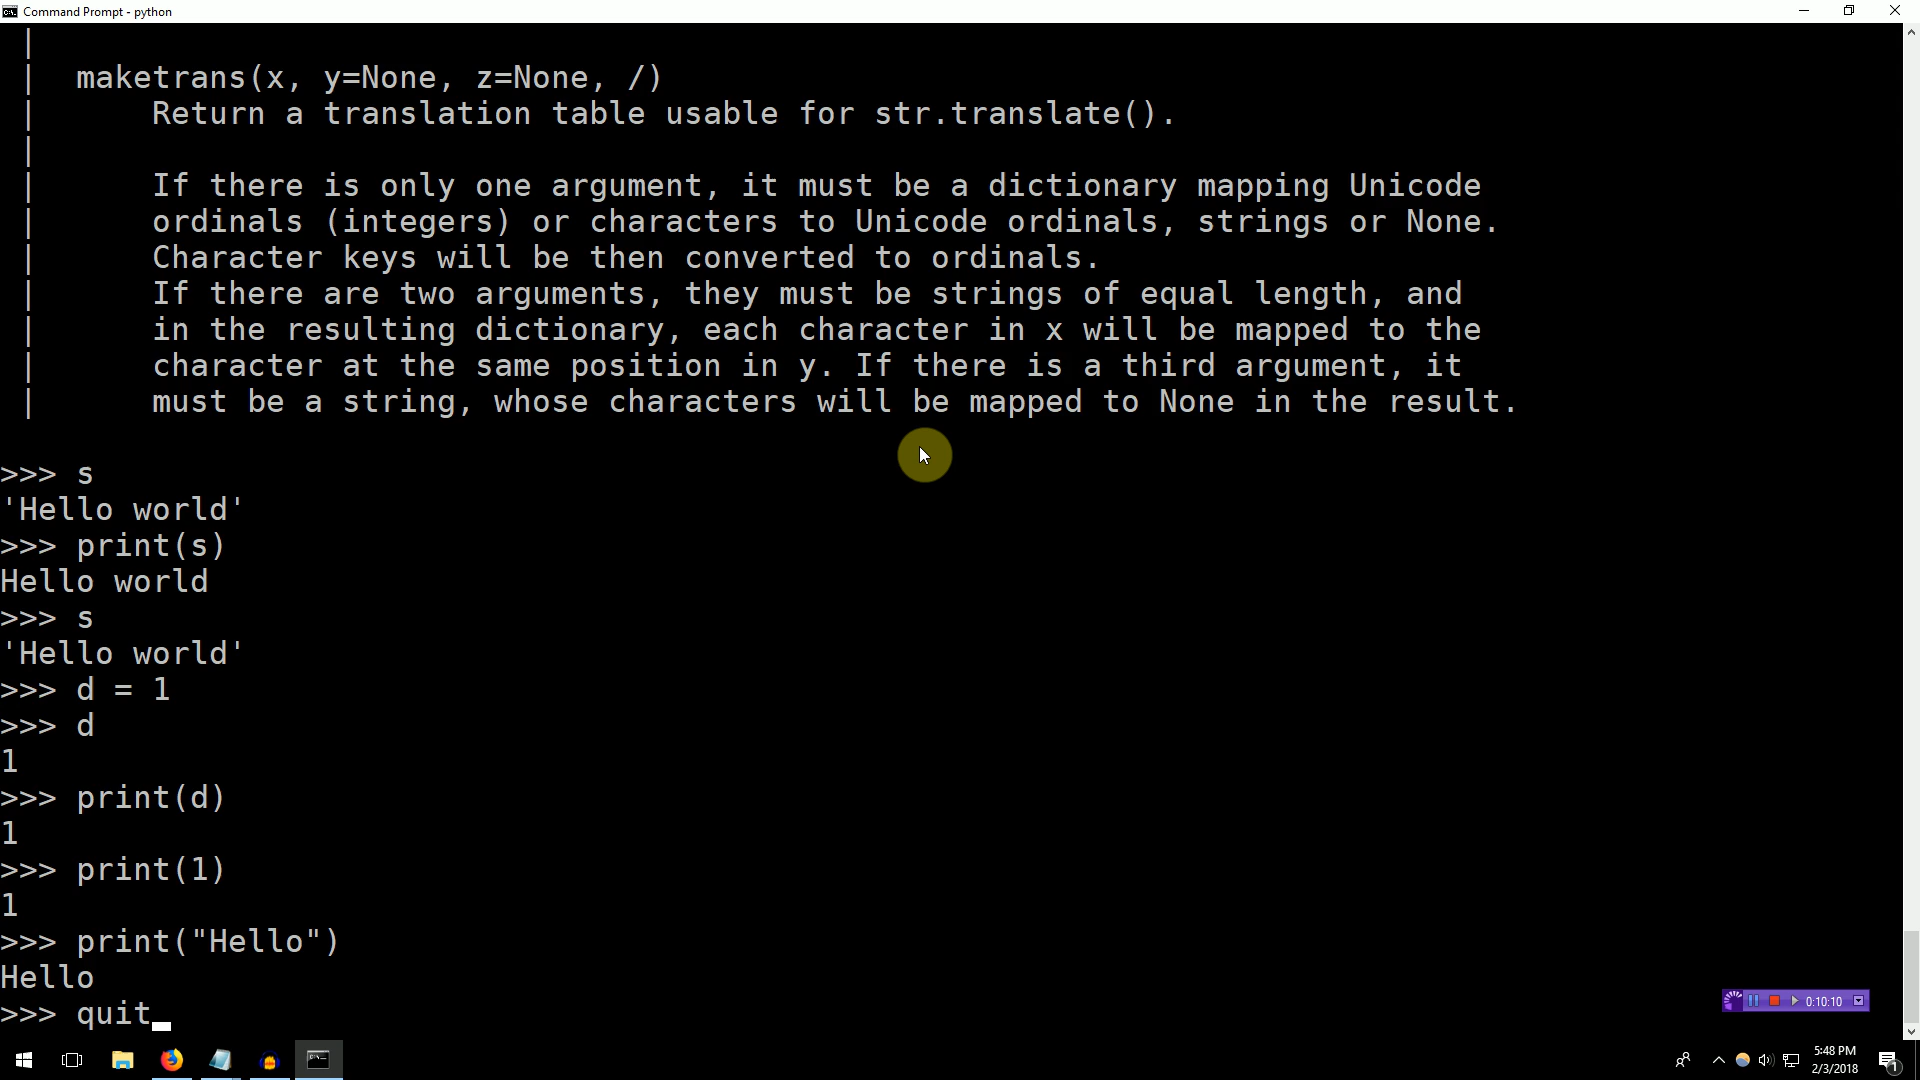 Command Prompt - python
|
|  maketrans(x, y=None, z=None, /)
|      Return a translation table usable for str.translate().
|
|      If there is only one argument, it must be a dictionary mapping Unicode
|      ordinals (integers) or characters to Unicode ordinals, strings or None.
|      Character keys will be then converted to ordinals.
|      If there are two arguments, they must be strings of equal length, and
|      in the resulting dictionary, each character in x will be mapped to the
|      character at the same position in y. If there is a third argument, it
|      must be a string, whose characters will be mapped to None in the result.
>>> s
'Hello world'
>>> print(s)
Hello world
>>> s
'Hello world'
>>> d = 1
>>> d
1
>>> print(d)
1
>>> print(1)
1
>>> print("Hello")
Hello
>>> quit_
0:10:10
5:48 PM
2/3/2018
1